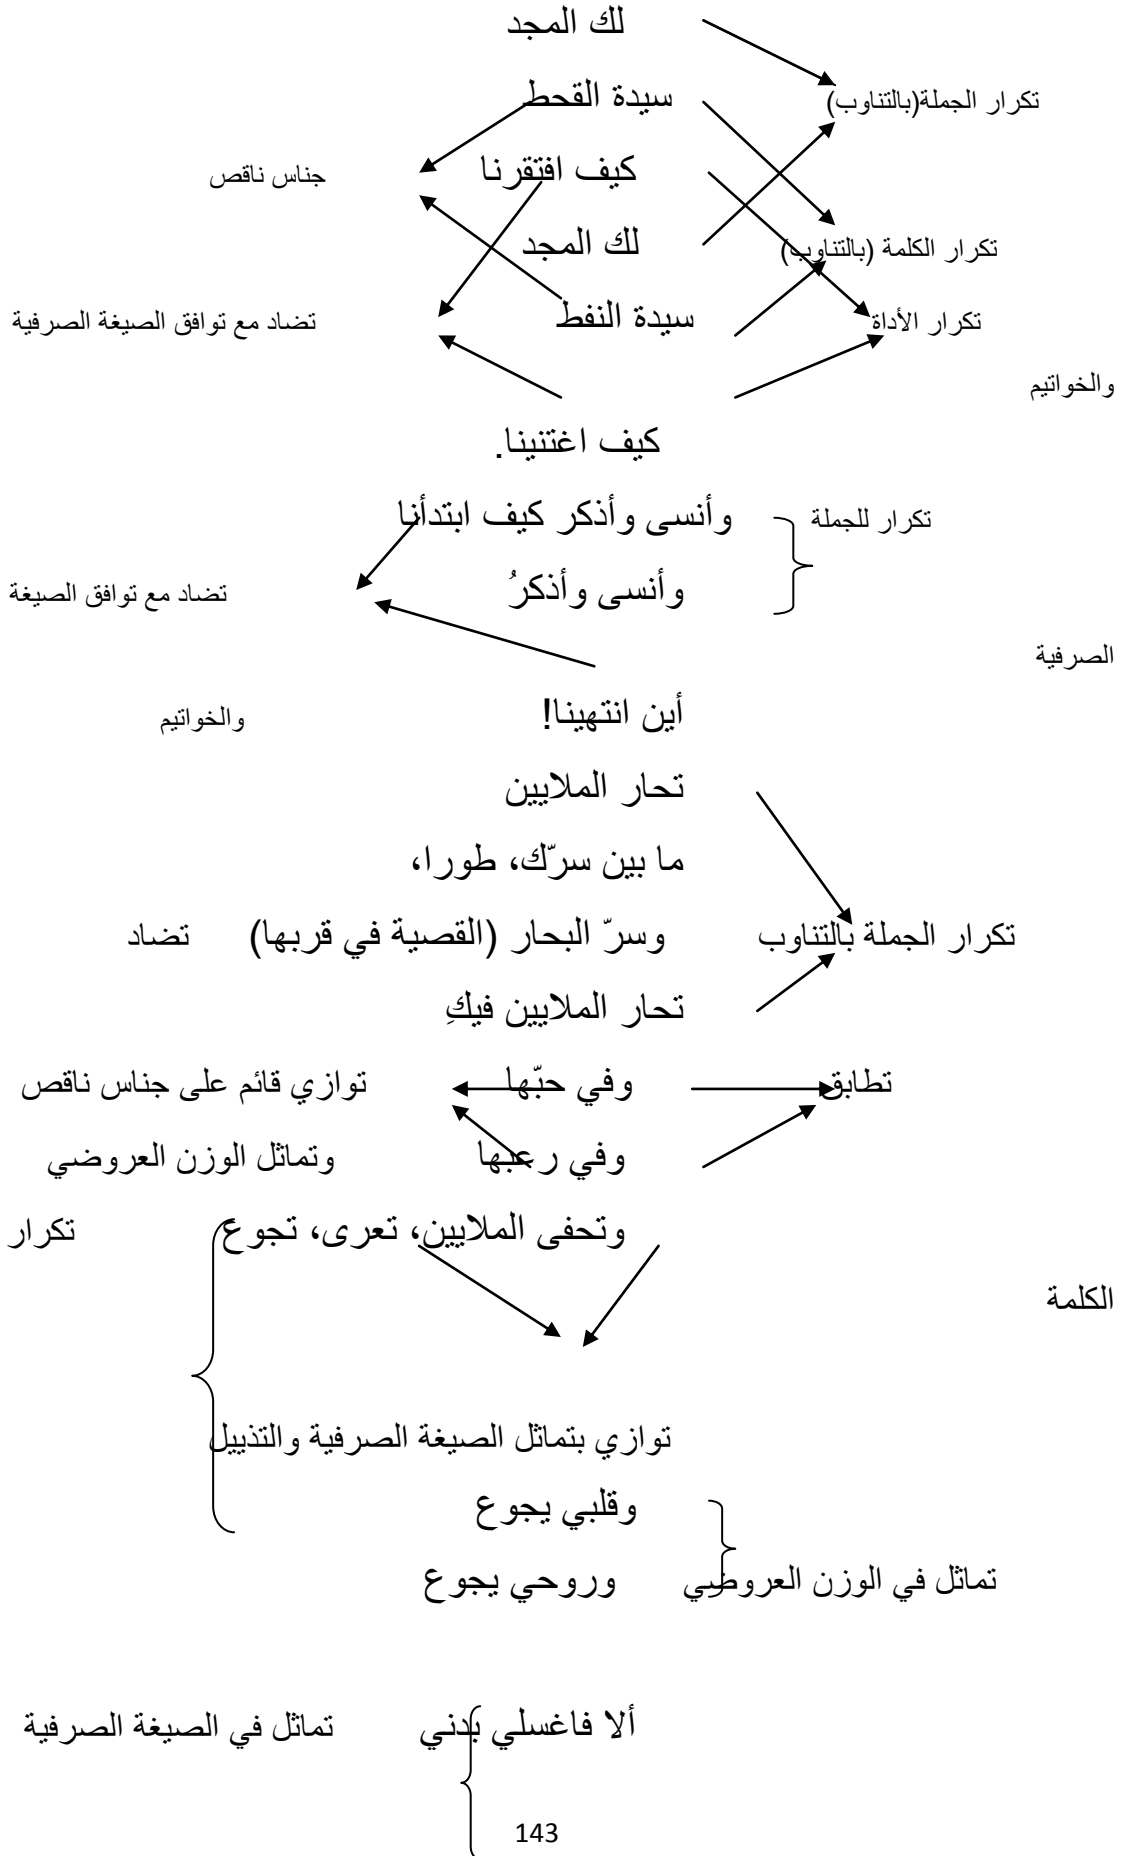 لك المجد
تكرار الجملة(بالتناوب) سيدة القحط
كيف افتقرنا جناس ناقص
تكرار الكلمة (بالتناوب) لك المجد
تكرار الأداة سيدة النفط تضاد مع توافق الصيغة الصرفية
والخواتيم
كيف اغتنينا.
تكرار للجملة وأنسى وأذكر كيف ابتدأنا
وأنسى وأذكرُ تضاد مع توافق الصيغة
الصرفية
أين انتهينا! والخواتيم
تحار الملايين
ما بين سرّك، طورا،
تكرار الجملة بالتناوب وسرّ البحار (القصية في قربها) تضاد
تحار الملايين فيكِ
تطابق وفي حبّها توازي قائم على جناس ناقص
وفي رعبها وتماثل الوزن العروضي
وتحفى الملايين، تعرى، تجوع تكرار
الكلمة
توازي بتماثل الصيغة الصرفية والتذييل
وقلبي يجوع
تماثل في الوزن العروضي وروحي يجوع
ألا فاغسلي بدني تماثل في الصيغة الصرفية
143